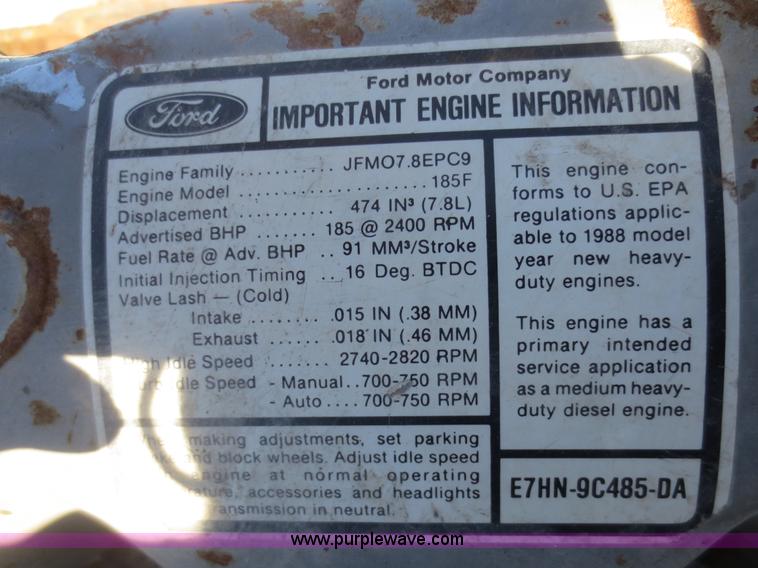 Ford
Ford Motor Company
IMPORTANT ENGINE INFORMATION
Engine Family ........... JFMO7.8EPC9
Engine Model ...................... 185F
Displacement .......... 474 IN³ (7.8L)
Advertised BHP ...... 185 @ 2400 RPM
Fuel Rate @ Adv. BHP .. 91 MM³/Stroke
Initial Injection Timing ... 16 Deg. BTDC
Valve Lash — (Cold)
Intake ........ .015 IN (.38 MM)
Exhaust ....... .018 IN (.46 MM)
High Idle Speed ....... 2740-2820 RPM
Idle Speed - Manual..700-750 RPM
- Auto ....700-750 RPM
making adjustments, set parking
and block wheels. Adjust idle speed
engine at normal operating
accessories and headlights
transmission in neutral.
This engine con-
forms to U.S. EPA
regulations applic-
able to 1988 model
year new heavy-
duty engines.
This engine has a
primary intended
service application
as a medium heavy-
duty diesel engine.
E7HN-9C485-DA
www.purplewave.com